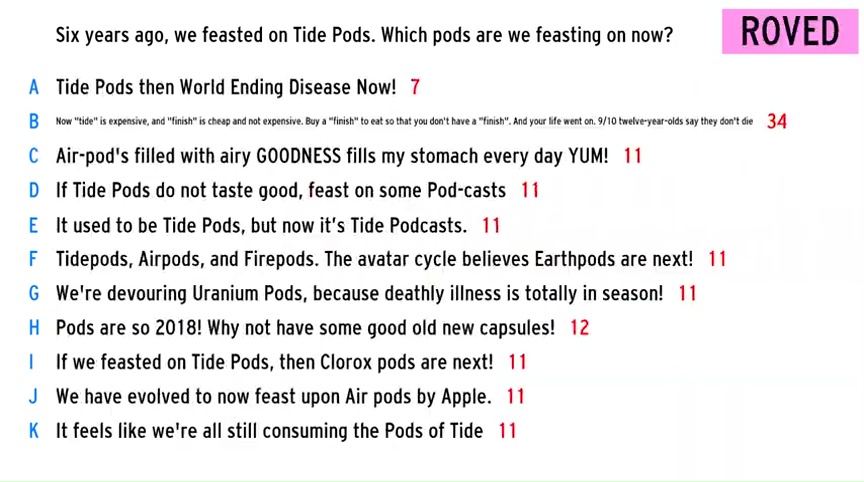 Six years ago, we feasted on Tide Pods. Which pods are we feasting on now?
ROVED
A Tide Pods then World Ending Disease Now! 7
B Now "tide" is expensive, and "finish" is cheap and not expensive. Buy a "finish" to eat so that you don't have a "finish". And your life went on. 9/10 twelve-year-olds say they don't die 34
C Air-pod's filled with airy GOODNESS fills my stomach every day YUM! 11
D If Tide Pods do not taste good, feast on some Pod-casts 11
E It used to be Tide Pods, but now it's Tide Podcasts. 11
F Tidepods, Airpods, and Firepods. The avatar cycle believes Earthpods are next! 11
G We're devouring Uranium Pods, because deathly illness is totally in season! 11
H Pods are so 2018! Why not have some good old new capsules! 12
I If we feasted on Tide Pods, then Clorox pods are next! 11
J We have evolved to now feast upon Air pods by Apple. 11
K It feels like we're all still consuming the Pods of Tide 11